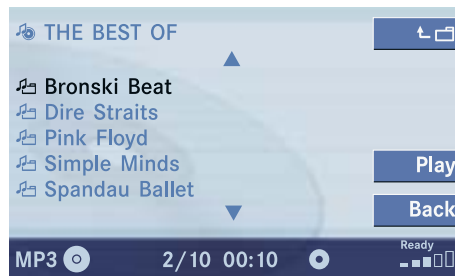 THE BEST OF
Bronski Beat
Dire Straits
Pink Floyd
Simple Minds
Spandau Ballet
Play
Back
MP3 2/10 00:10 Ready